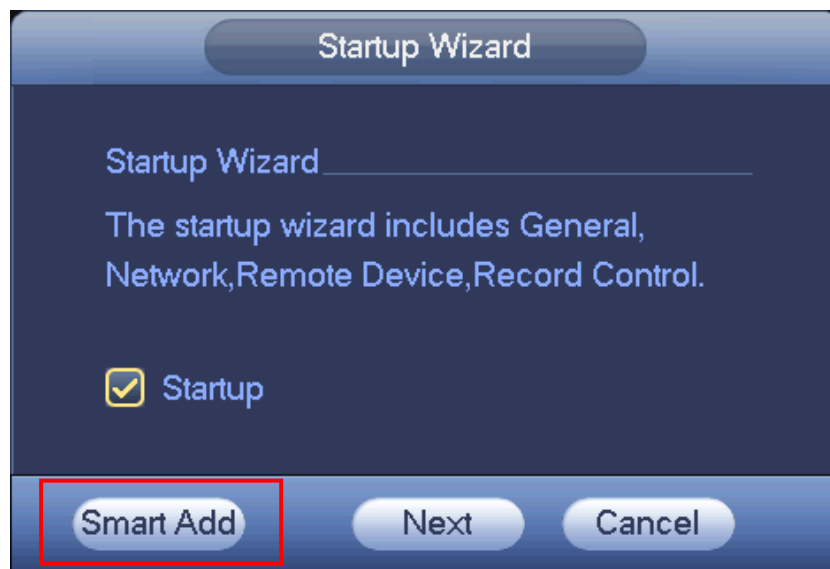 Startup Wizard
Startup Wizard
The startup wizard includes General,
Network,Remote Device,Record Control.
Startup
Smart Add Next Cancel